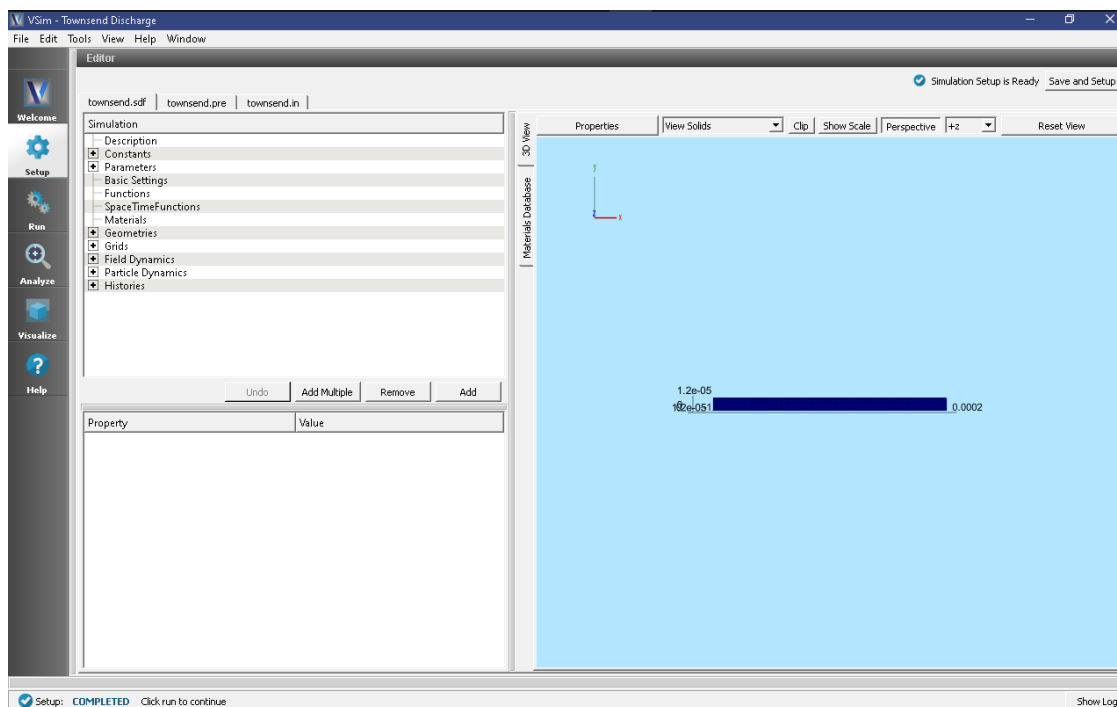 VSim - Townsend Discharge
File Edit Tools View Help Window
Editor
Simulation Setup is Ready Save and Setup
townsend.sdf townsend.pre townsend.in
Welcome
Setup
Run
Analyze
Visualize
Help
Simulation
Description
Constants
Parameters
Basic Settings
Functions
SpaceTimeFunctions
Materials
Geometries
Grids
Field Dynamics
Particle Dynamics
Histories
Undo Add Multiple Remove Add
Property Value
3D View
Materials Database
Properties View Solids Clip Show Scale Perspective +z Reset View
y
z x
1.2e-05
0.0002
Setup: COMPLETED Click run to continue
Show Log